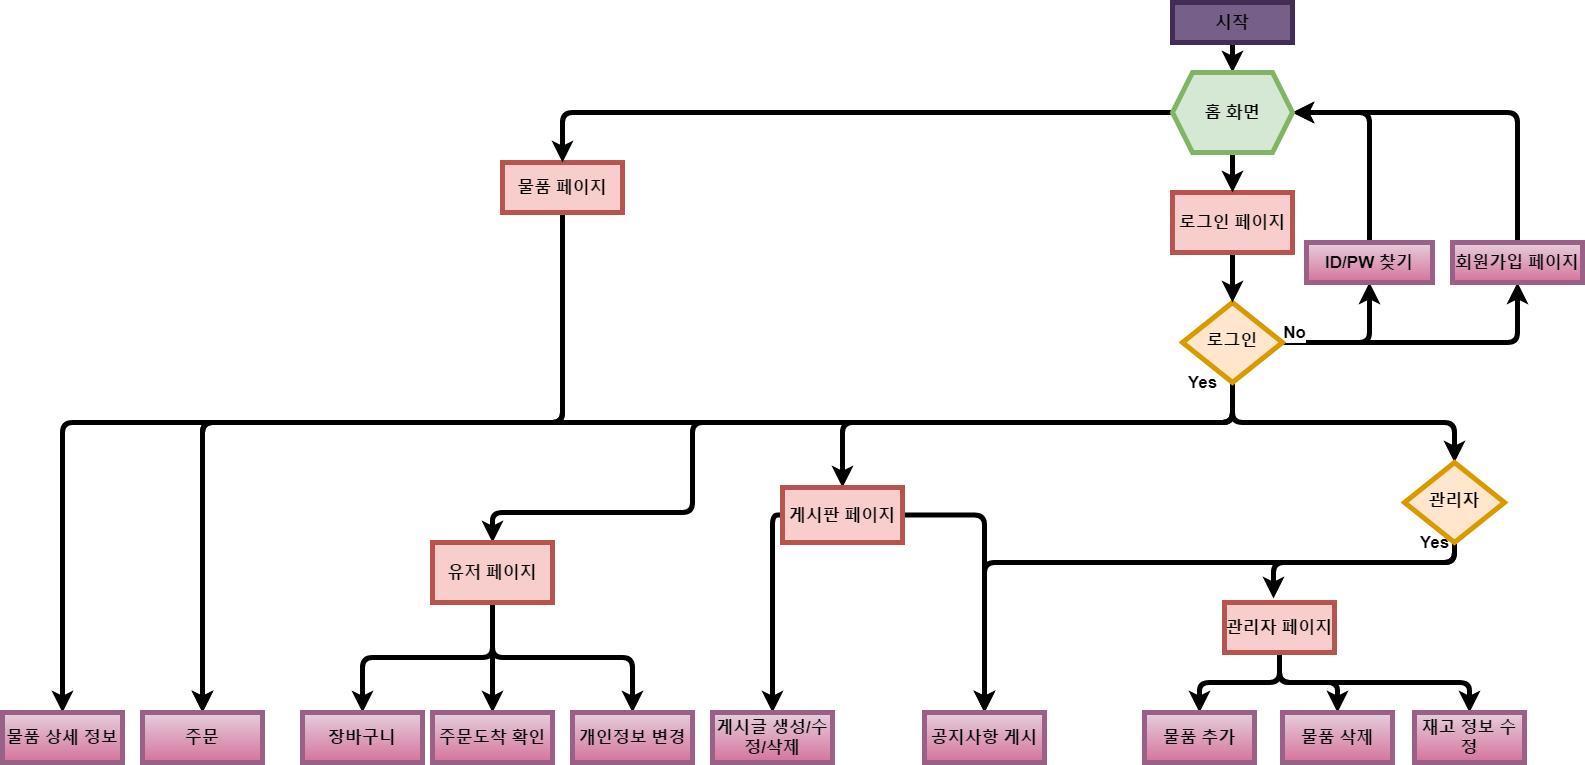 시작
홈 화면
물품 페이지
로그인 페이지
ID/PW 찾기
회원가입 페이지
로그인
No
Yes
관리자
Yes
게시판 페이지
유저 페이지
관리자 페이지
물품 상세 정보
주문
장바구니
주문도착 확인
개인정보 변경
게시글 생성/수
정/삭제
공지사항 게시
물품 추가
물품 삭제
재고 정보 수
정